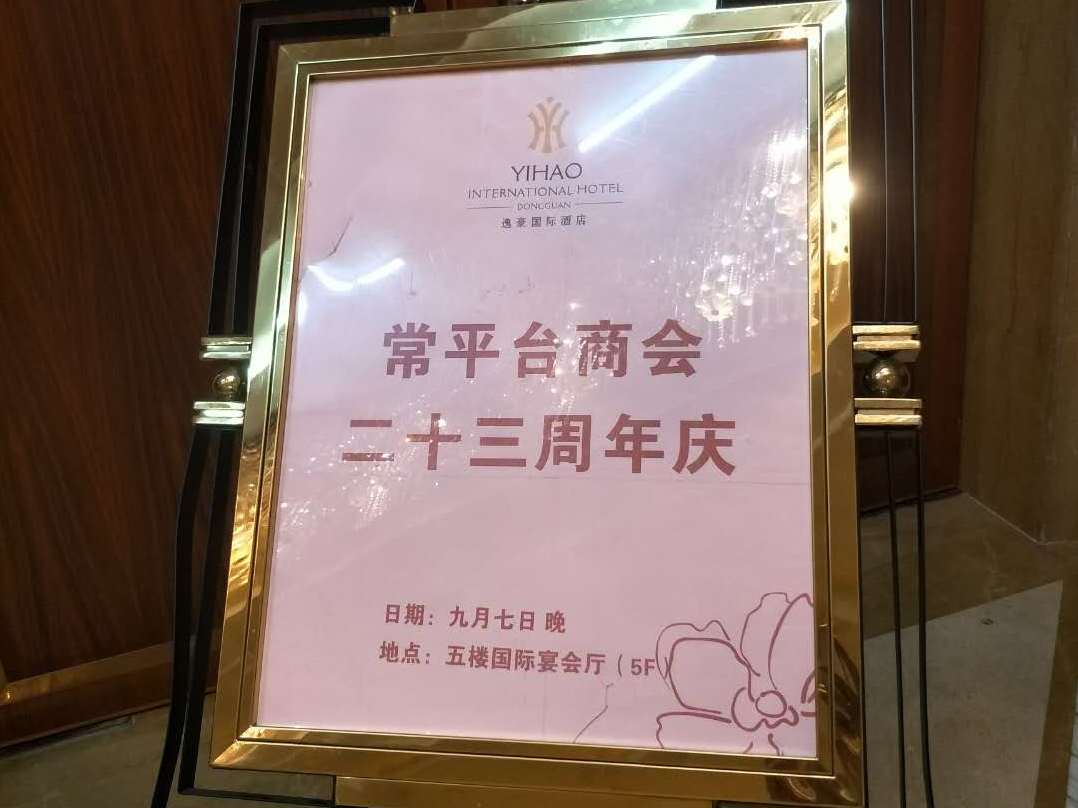 YIHAO
INTERNATIONAL HOTEL
DONGGUAN
逸豪国际酒店
常平台商会
二十三周年庆
日期：九月七日 晚
地点：五楼国际宴会厅（5F）